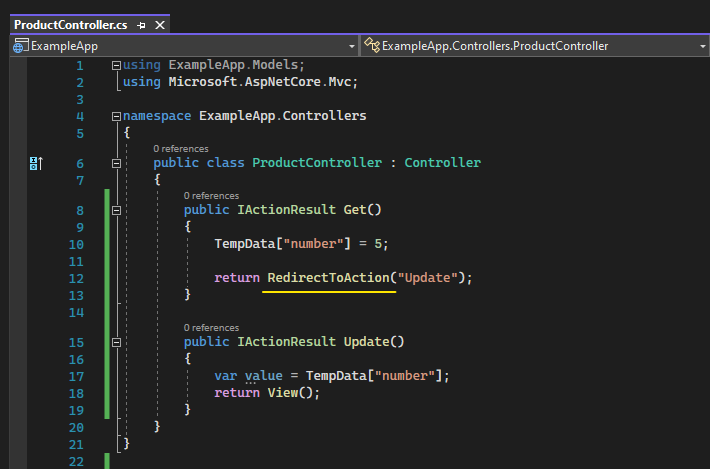 ProductController.cs
ExampleApp
ExampleApp.Controllers.ProductController
1 using ExampleApp.Models;
2 using Microsoft.AspNetCore.Mvc;
3
4 namespace ExampleApp.Controllers
5 {
0 references
6 public class ProductController : Controller
7 {
0 references
8 public IActionResult Get()
9 {
10 TempData["number"] = 5;
11
12 return RedirectToAction("Update");
13 }
14
0 references
15 public IActionResult Update()
16 {
17 var value = TempData["number"];
18 return View();
19 }
20 }
21 }
22